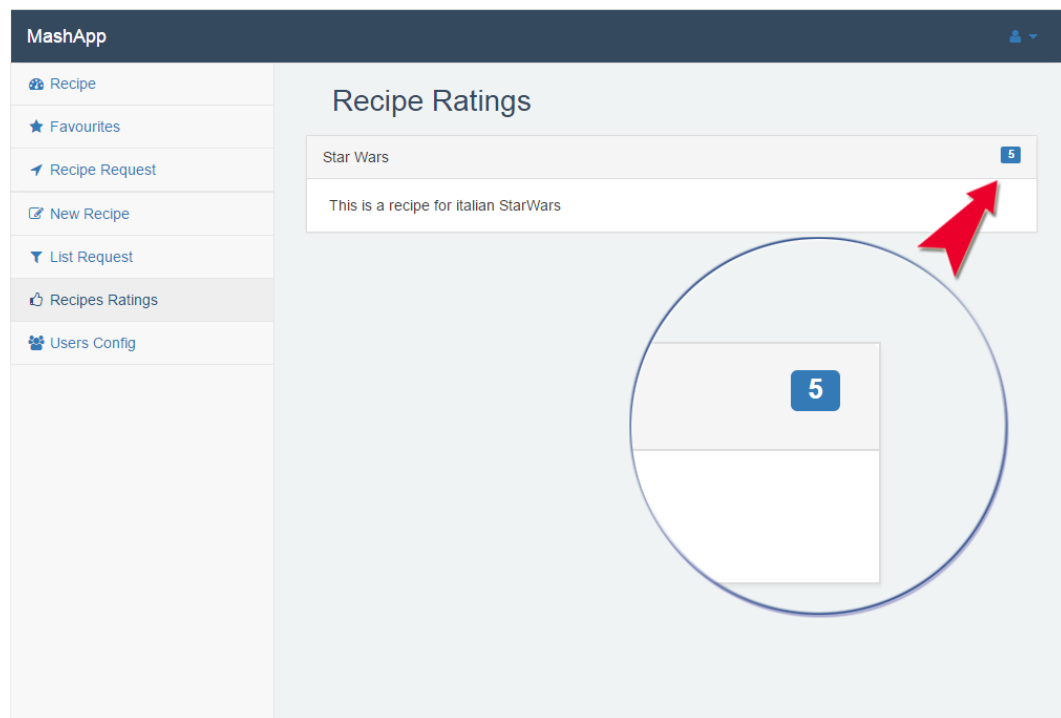 MashApp
Recipe
Favourites
Recipe Request
New Recipe
List Request
Recipes Ratings
Users Config
Recipe Ratings
Star Wars 5
This is a recipe for italian StarWars
5